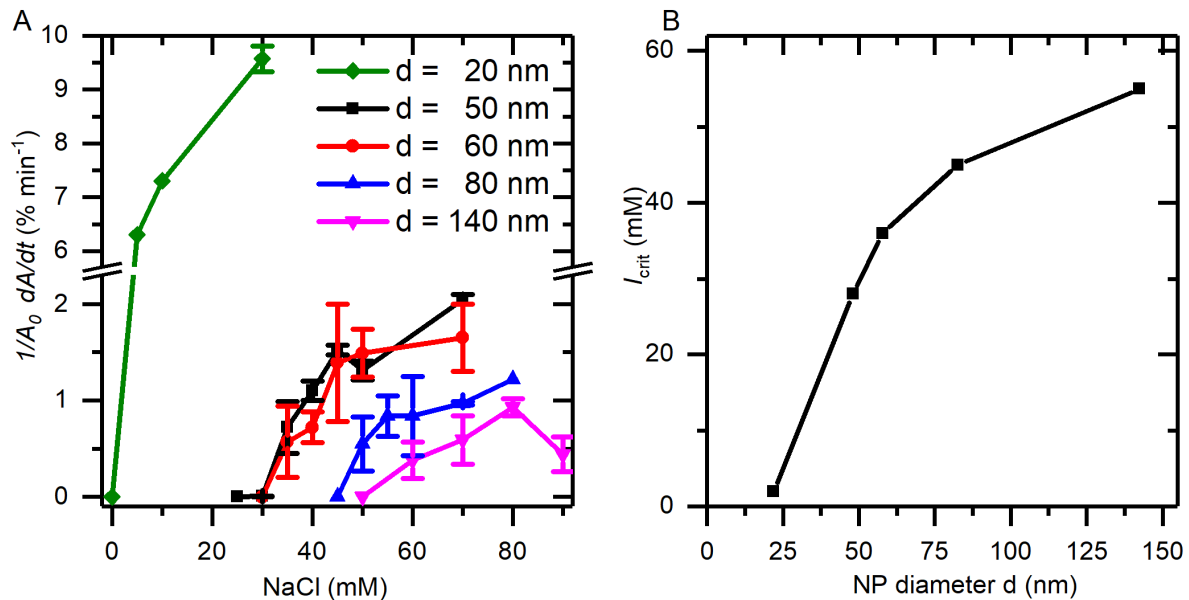 A
10
9
8
7
6
2
1
0
1/A₀ dA/dt (% min⁻¹)
0 20 40 60 80
NaCl (mM)
d = 20 nm
d = 50 nm
d = 60 nm
d = 80 nm
d = 140 nm
B
60
40
20
0
I_crit (mM)
0 25 50 75 100 125 150
NP diameter d (nm)